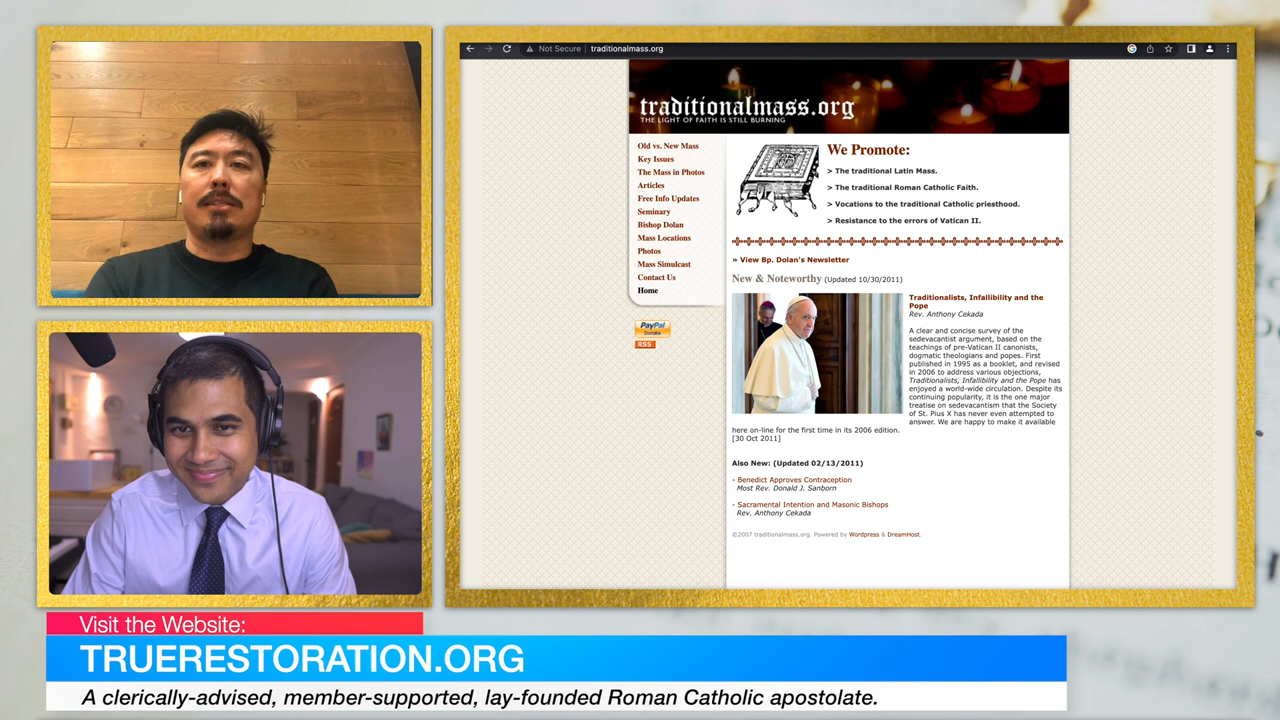 Not Secure
traditionalmass.org
traditionalmass.org
THE LIGHT OF FAITH IS STILL BURNING
Old vs. New Mass
Key Issues
The Mass in Photos
Articles
Free Info Updates
Seminary
Bishop Dolan
Mass Locations
Photos
Mass Simulcast
Contact Us
Home
PayPal
Donate
RSS
We Promote:
> The traditional Latin Mass.
> The traditional Roman Catholic Faith.
> Vocations to the traditional Catholic priesthood.
> Resistance to the errors of Vatican II.
» View Bp. Dolan's Newsletter
New & Noteworthy (Updated 10/30/2011)
Traditionalists, Infallibility and the
Pope
Rev. Anthony Cekada
A clear and concise survey of the
sedevacantist argument, based on the
teachings of pre-Vatican II canonists,
dogmatic theologians and popes. First
published in 1995 as a booklet, and revised
in 2006 to address various objections,
Traditionalists, Infallibility and the Pope has
enjoyed a world-wide circulation. Despite its
continuing popularity, it is the one major
treatise on sedevacantism that the Society
of St. Pius X has never even attempted to
answer. We are happy to make it available
here on-line for the first time in its 2006 edition.
[30 Oct 2011]
Also New: (Updated 02/13/2011)
- Benedict Approves Contraception
Most Rev. Donald J. Sanborn
- Sacramental Intention and Masonic Bishops
Rev. Anthony Cekada
©2007 traditionalmass.org. Powered by Wordpress & DreamHost.
Visit the Website:
TRUERESTORATION.ORG
A clerically-advised, member-supported, lay-founded Roman Catholic apostolate.